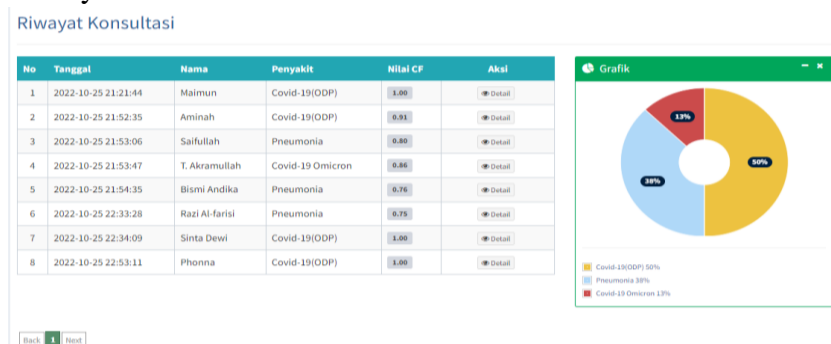 Riwayat Konsultasi
No Tanggal Nama Penyakit Nilai CF Aksi
1 2022-10-25 21:21:44 Maimun Covid-19(ODP) 1.00 Detail
2 2022-10-25 21:52:35 Aminah Covid-19(ODP) 0.91 Detail
3 2022-10-25 21:53:06 Saifullah Pneumonia 0.80 Detail
4 2022-10-25 21:53:47 T. Akramullah Covid-19 Omicron 0.86 Detail
5 2022-10-25 21:54:35 Bismi Andika Pneumonia 0.76 Detail
6 2022-10-25 22:33:28 Razi Al-farisi Pneumonia 0.75 Detail
7 2022-10-25 22:34:09 Sinta Dewi Covid-19(ODP) 1.00 Detail
8 2022-10-25 22:53:11 Phonna Covid-19(ODP) 1.00 Detail
Back 1 Next
Grafik
13%
50%
38%
Covid-19(ODP) 50%
Pneumonia 38%
Covid-19 Omicron 13%